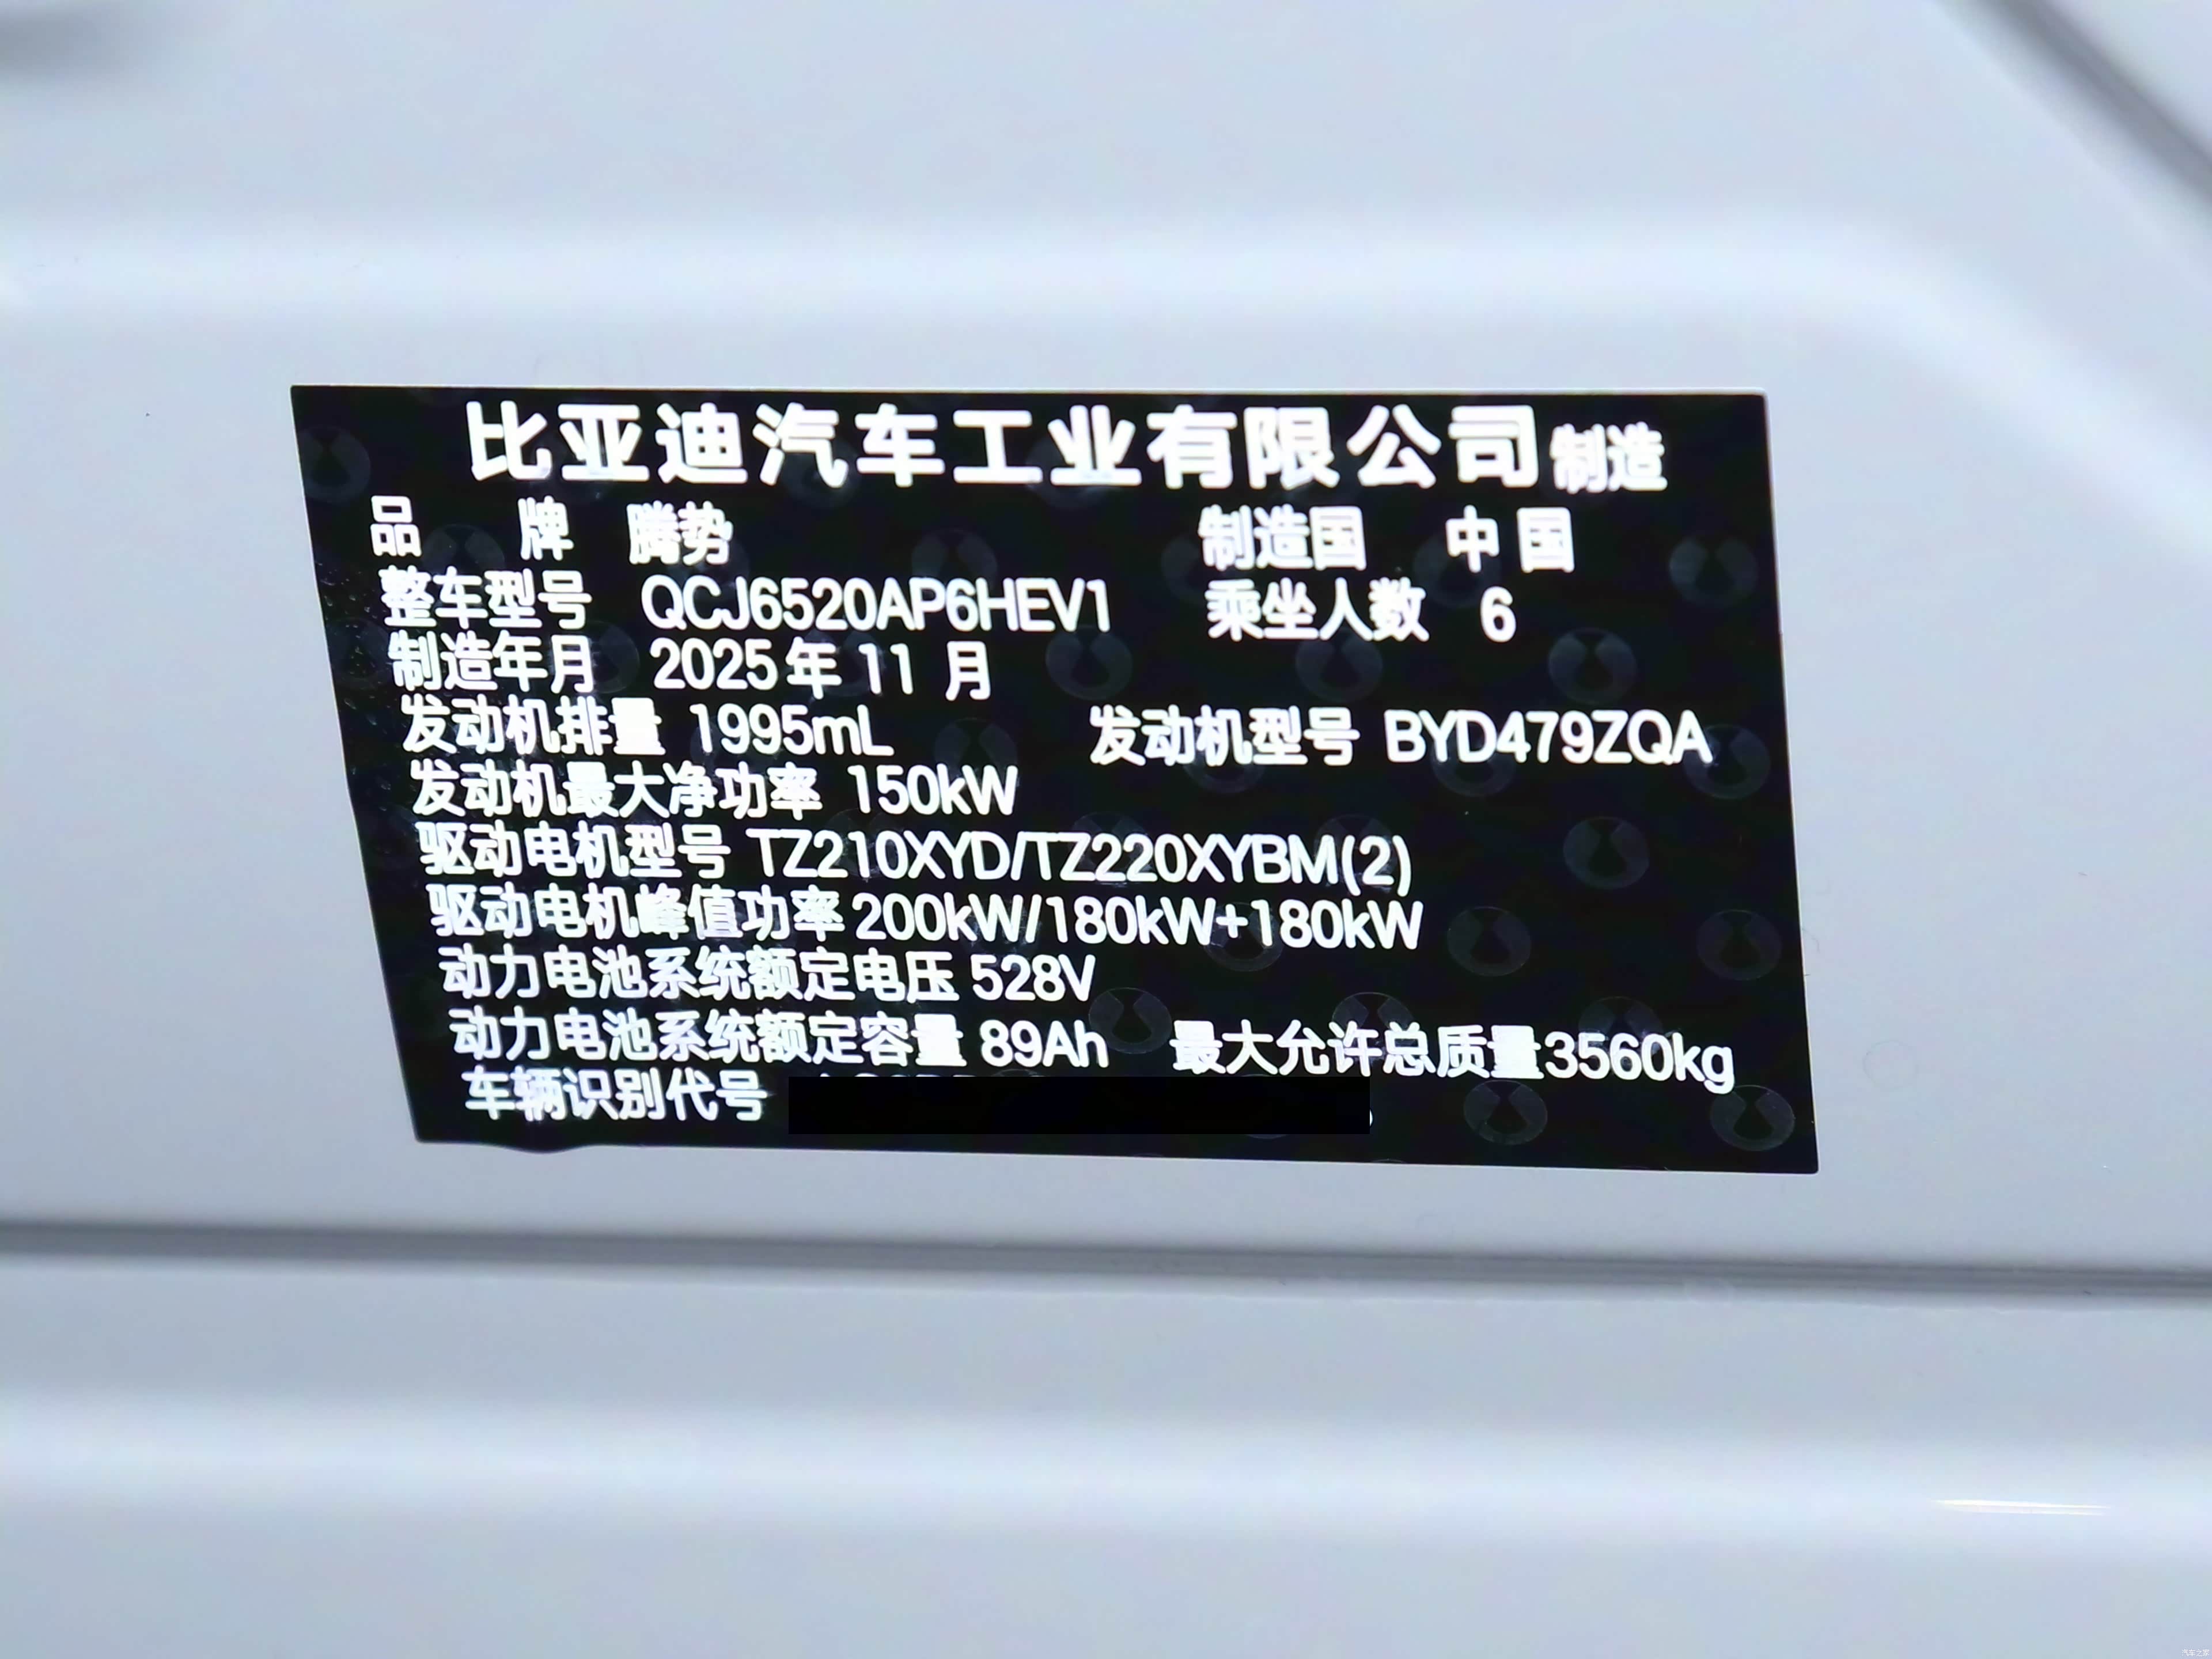 比亚迪汽车工业有限公司制造
品牌 腾势 制造国 中国
整车型号 QCJ6520AP6HEV1 乘坐人数 6
制造年月 2025年11月
发动机排量 1995mL 发动机型号 BYD479ZQA
发动机最大净功率 150kW
驱动电机型号 TZ210XYD/TZ220XYBM(2)
驱动电机峰值功率 200kW/180kW+180kW
动力电池系统额定电压 528V
动力电池系统额定容量 89Ah 最大允许总质量3560kg
车辆识别代号
汽车之家